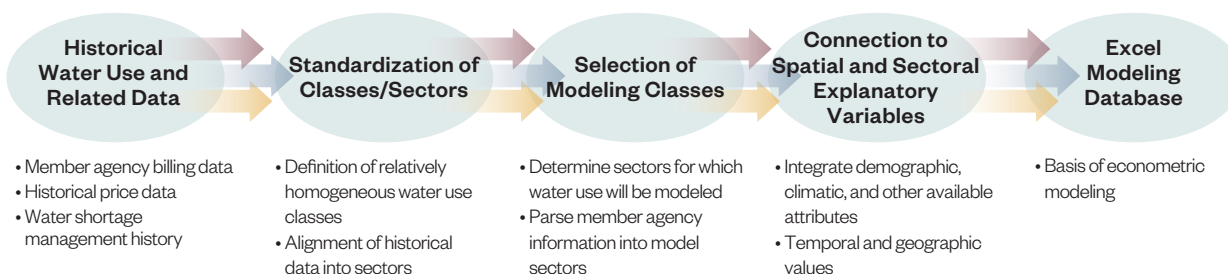 Historical
Water Use and
Related Data
Standardization of
Classes/Sectors
Selection of
Modeling Classes
Connection to
Spatial and Sectoral
Explanatory
Variables
Excel
Modeling
Database
• Member agency billing data
• Historical price data
• Water shortage
management history
• Definition of relatively
homogeneous water use
classes
• Alignment of historical
data into sectors
• Determine sectors for which
water use will be modeled
• Parse member agency
information into model
sectors
• Integrate demographic,
climatic, and other available
attributes
• Temporal and geographic
values
• Basis of econometric
modeling